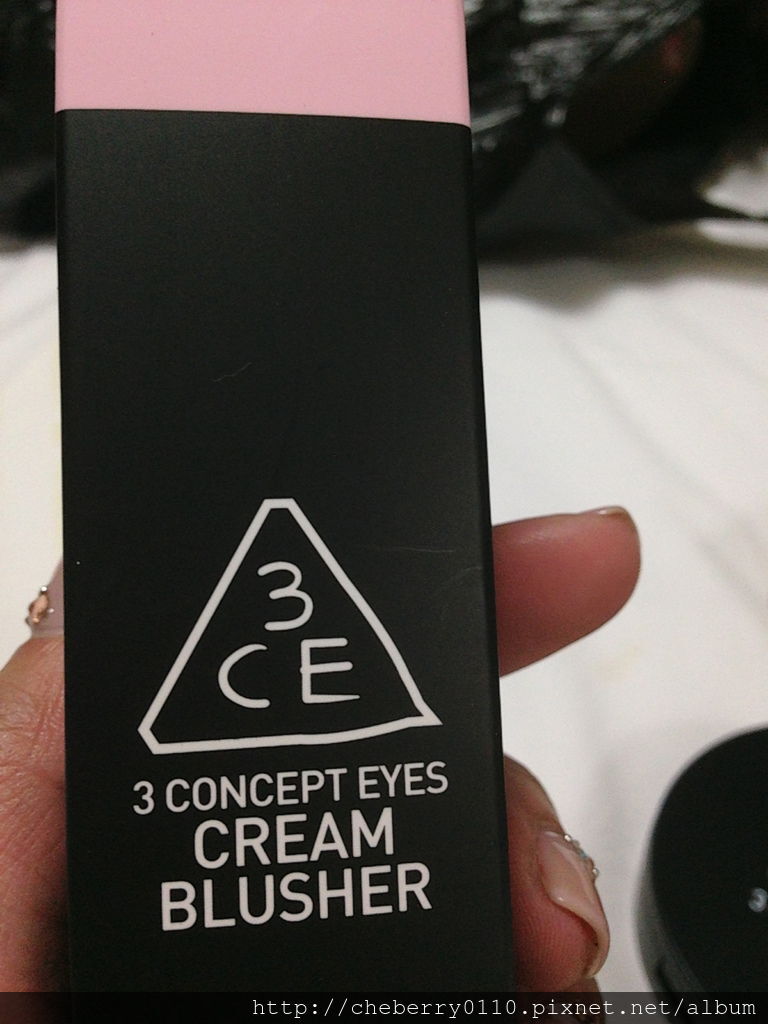 3
CE
3 CONCEPT EYES
CREAM
BLUSHER
http://cheberry0110.pixnet.net/album